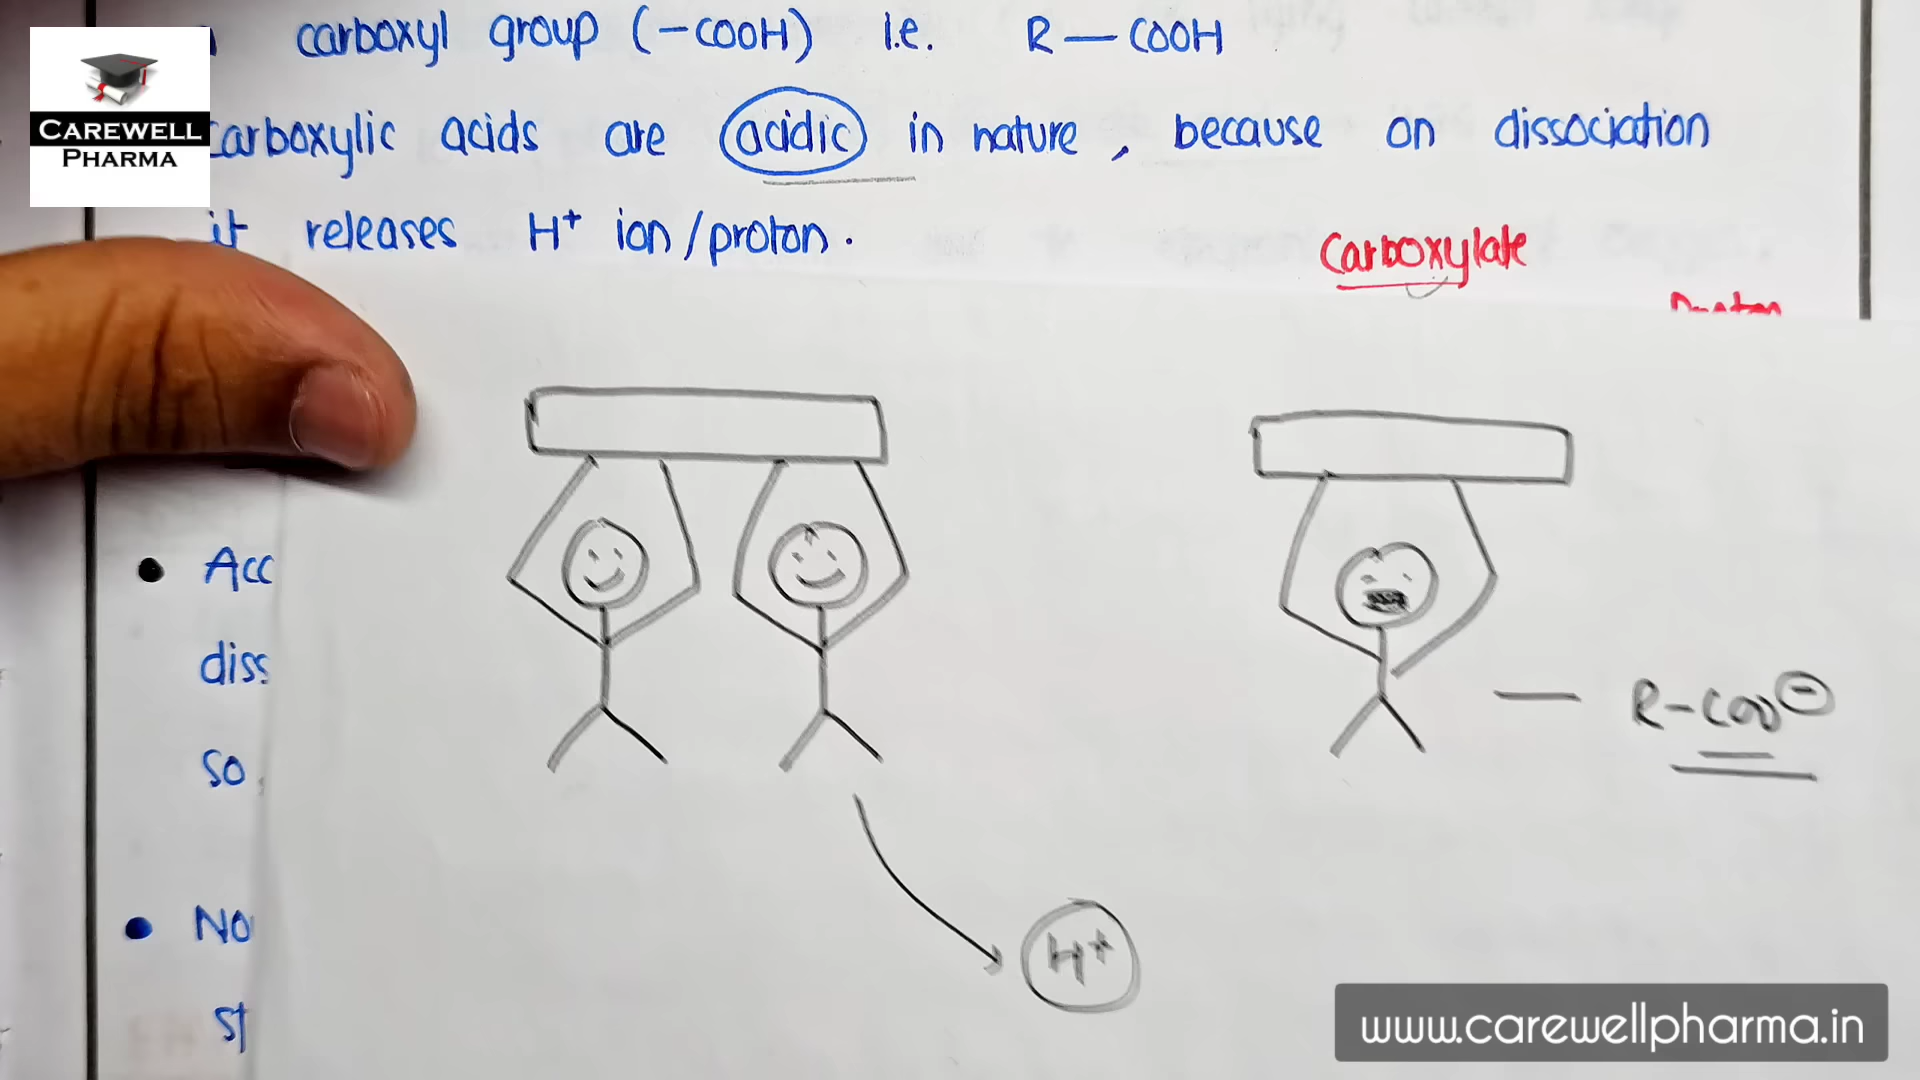 carboxyl group (-COOH) i.e. R — COOH
CAREWELL
PHARMA
carboxylic acids are acidic in nature, because on dissociation
it releases H+ ion/proton.
Carboxylate
Acc
diss
so
R-COO⊖
No
H+
st
www.carewellpharma.in